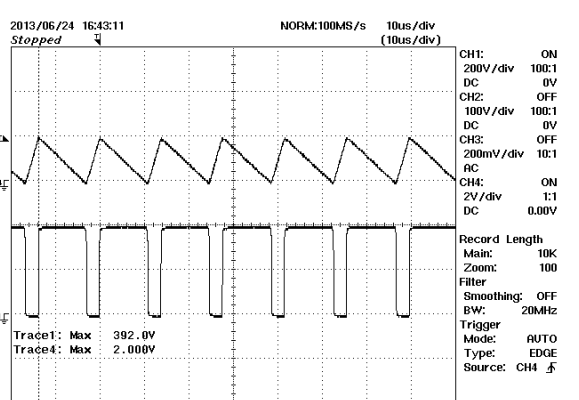 2013/06/24 16:43:11 NORM:100MS/s 10us/div
Stopped (10us/div)
CH1: ON
200V/div 100:1
DC 0V
CH2: OFF
100V/div 100:1
DC 0V
CH3: OFF
200mV/div 10:1
AC
CH4: ON
2V/div 1:1
DC 0.00V
Record Length
Main: 10K
Zoom: 100
Filter
Smoothing: OFF
BW: 20MHz
Trigger
Mode: AUTO
Type: EDGE
Source: CH4
Trace1: Max 392.0V
Trace4: Max 2.000V